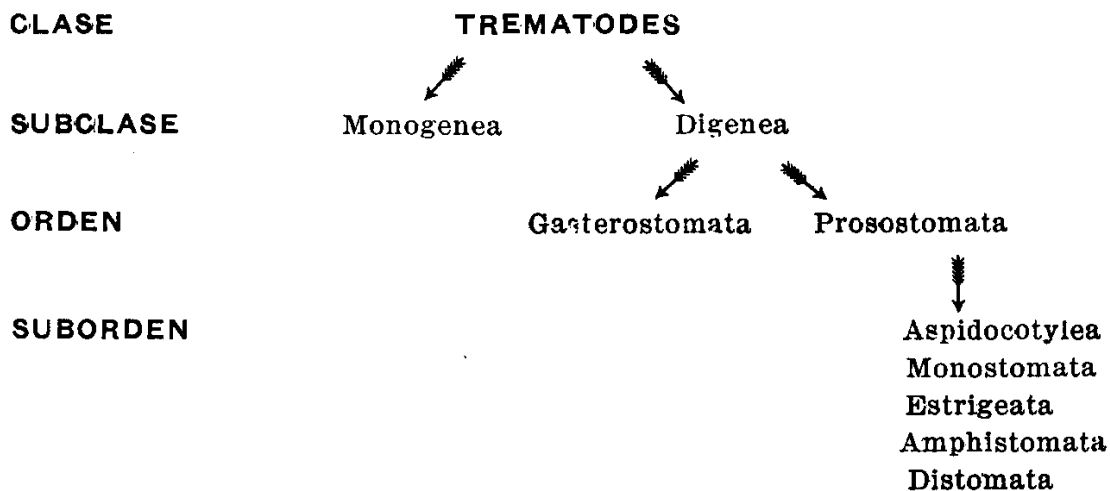 CLASE TREMATODES
SUBCLASE Monogenea Digenea
ORDEN Gasterostomata Prosostomata
SUBORDEN Aspidocotylea
Monostomata
Estrigeata
Amphistomata
Distomata